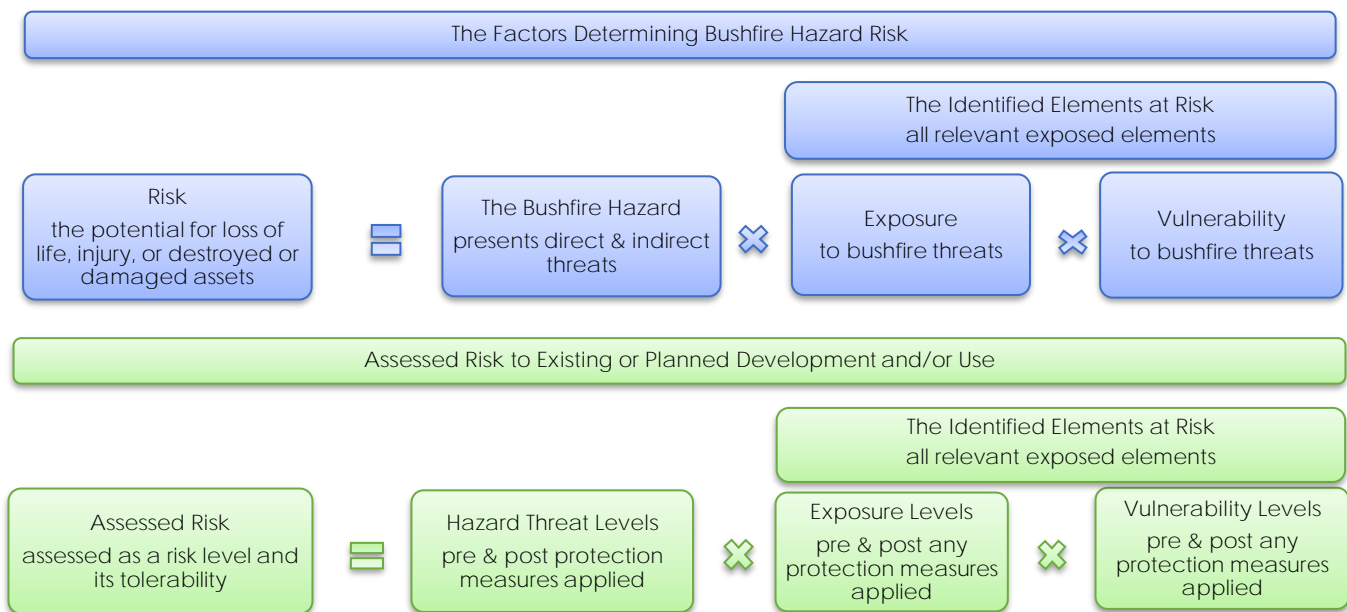 The Factors Determining Bushfire Hazard Risk
The Identified Elements at Risk
all relevant exposed elements
Risk
the potential for loss of
life, injury, or destroyed or
damaged assets
The Bushfire Hazard
presents direct & indirect
threats
Exposure
to bushfire threats
Vulnerability
to bushfire threats
Assessed Risk to Existing or Planned Development and/or Use
The Identified Elements at Risk
all relevant exposed elements
Assessed Risk
assessed as a risk level and
its tolerability
Hazard Threat Levels
pre & post protection
measures applied
Exposure Levels
pre & post any
protection measures
applied
Vulnerability Levels
pre & post any
protection measures
applied